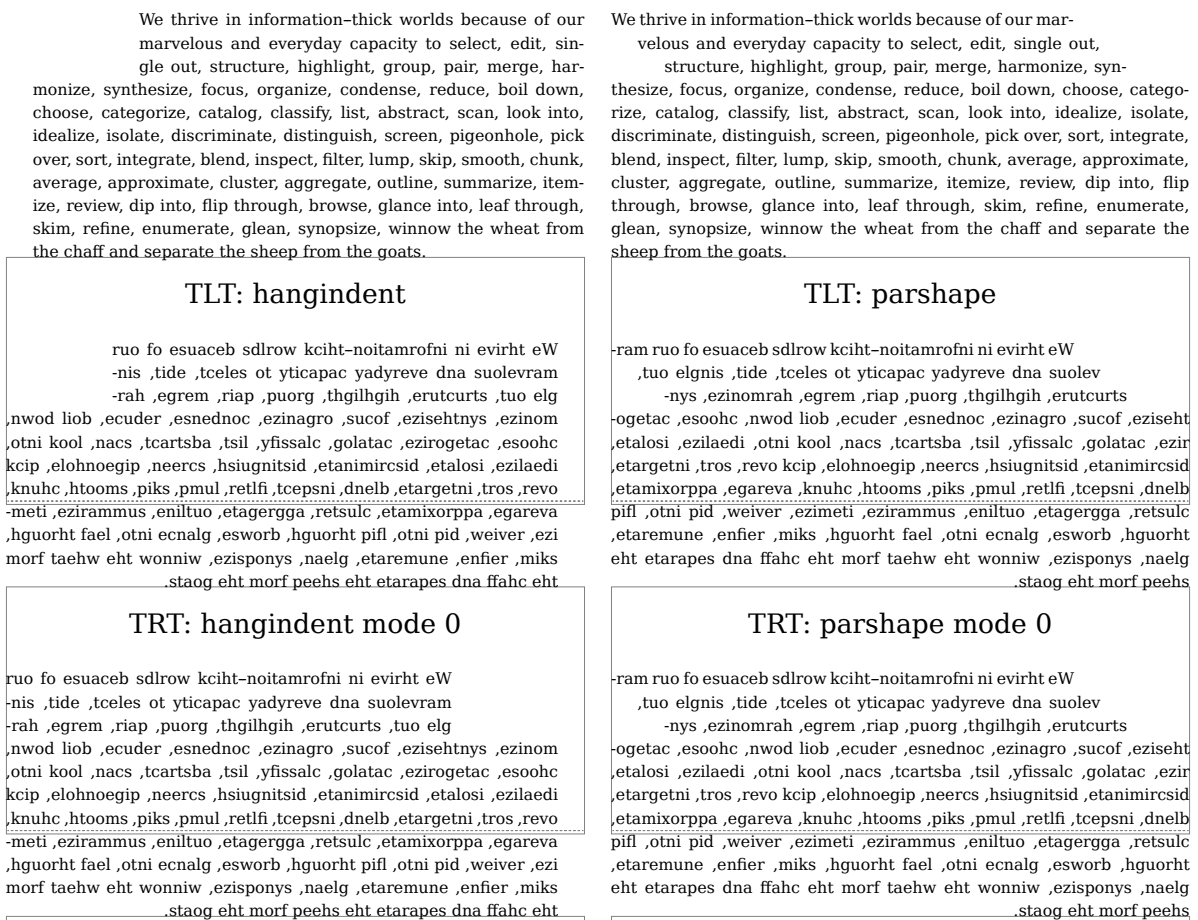 We thrive in information–thick worlds because of our
marvelous and everyday capacity to select, edit, sin-
gle out, structure, highlight, group, pair, merge, har-
monize, synthesize, focus, organize, condense, reduce, boil down,
choose, categorize, catalog, classify, list, abstract, scan, look into,
idealize, isolate, discriminate, distinguish, screen, pigeonhole, pick
over, sort, integrate, blend, inspect, filter, lump, skip, smooth, chunk,
average, approximate, cluster, aggregate, outline, summarize, item-
ize, review, dip into, flip through, browse, glance into, leaf through,
skim, refine, enumerate, glean, synopsize, winnow the wheat from
the chaff and separate the sheep from the goats.
TLT: hangindent
We thrive in information–thick worlds because of our mar-
velous and everyday capacity to select, edit, single out,
structure, highlight, group, pair, merge, harmonize, syn-
thesize, focus, organize, condense, reduce, boil down, choose, catego-
rize, catalog, classify, list, abstract, scan, look into, idealize, isolate,
discriminate, distinguish, screen, pigeonhole, pick over, sort, integrate,
blend, inspect, filter, lump, skip, smooth, chunk, average, approximate,
cluster, aggregate, outline, summarize, itemize, review, dip into, flip
through, browse, glance into, leaf through, skim, refine, enumerate,
glean, synopsize, winnow the wheat from the chaff and separate the
sheep from the goats.
TLT: parshape
ruo fo esuaceb sdlrow kciht–noitamrofni ni evirht eW
-nis ,tide ,tceles ot yticapac yadyreve dna suolevram
-rah ,egrem ,riap ,puorg ,thgilhgih ,erutcurts ,tuo elg
,nwod liob ,ecuder ,esnednoc ,ezinagro ,sucof ,ezisehtnys ,ezinom
,otni kool ,nacs ,tcartsba ,tsil ,yfissalc ,golatac ,ezirogetac ,esoohc
kcip ,elohnoegip ,neercs ,hsiugnitsid ,etanimircsid ,etalosi ,ezilaedi
,knuhc ,htooms ,piks ,pmul ,retlfi ,tcepsni ,dnelb ,etargetni ,tros ,revo
-meti ,ezirammus ,eniltuo ,etagergga ,retsulc ,etamixorppa ,egareva
,hguorht fael ,otni ecnalg ,esworb ,hguorht pifl ,otni pid ,weiver ,ezi
morf taehw eht wonniw ,ezisponys ,naelg ,etaremune ,enfier ,miks
.staog eht morf peehs eht etarapes dna ffahc eht
TRT: hangindent mode 0
-ram ruo fo esuaceb sdlrow kciht–noitamrofni ni evirht eW
,tuo elgnis ,tide ,tceles ot yticapac yadyreve dna suolev
-nys ,ezinomrah ,egrem ,riap ,puorg ,thgilhgih ,erutcurts
-ogetac ,esoohc ,nwod liob ,ecuder ,esnednoc ,ezinagro ,sucof ,eziseht
,etalosi ,ezilaedi ,otni kool ,nacs ,tcartsba ,tsil ,yfissalc ,golatac ,ezir
,etargetni ,tros ,revo kcip ,elohnoegip ,neercs ,hsiugnitsid ,etanimircsid
,etamixorppa ,egareva ,knuhc ,htooms ,piks ,pmul ,retlfi ,tcepsni ,dnelb
pifl ,otni pid ,weiver ,ezimeti ,ezirammus ,eniltuo ,etagergga ,retsulc
,etaremune ,enfier ,miks ,hguorht fael ,otni ecnalg ,esworb ,hguorht
eht etarapes dna ffahc eht morf taehw eht wonniw ,ezisponys ,naelg
.staog eht morf peehs
TRT: parshape mode 0
ruo fo esuaceb sdlrow kciht–noitamrofni ni evirht eW
-nis ,tide ,tceles ot yticapac yadyreve dna suolevram
-rah ,egrem ,riap ,puorg ,thgilhgih ,erutcurts ,tuo elg
,nwod liob ,ecuder ,esnednoc ,ezinagro ,sucof ,ezisehtnys ,ezinom
,otni kool ,nacs ,tcartsba ,tsil ,yfissalc ,golatac ,ezirogetac ,esoohc
kcip ,elohnoegip ,neercs ,hsiugnitsid ,etanimircsid ,etalosi ,ezilaedi
,knuhc ,htooms ,piks ,pmul ,retlfi ,tcepsni ,dnelb ,etargetni ,tros ,revo
-meti ,ezirammus ,eniltuo ,etagergga ,retsulc ,etamixorppa ,egareva
,hguorht fael ,otni ecnalg ,esworb ,hguorht pifl ,otni pid ,weiver ,ezi
morf taehw eht wonniw ,ezisponys ,naelg ,etaremune ,enfier ,miks
.staog eht morf peehs eht etarapes dna ffahc eht
-ram ruo fo esuaceb sdlrow kciht–noitamrofni ni evirht eW
,tuo elgnis ,tide ,tceles ot yticapac yadyreve dna suolev
-nys ,ezinomrah ,egrem ,riap ,puorg ,thgilhgih ,erutcurts
-ogetac ,esoohc ,nwod liob ,ecuder ,esnednoc ,ezinagro ,sucof ,eziseht
,etalosi ,ezilaedi ,otni kool ,nacs ,tcartsba ,tsil ,yfissalc ,golatac ,ezir
,etargetni ,tros ,revo kcip ,elohnoegip ,neercs ,hsiugnitsid ,etanimircsid
,etamixorppa ,egareva ,knuhc ,htooms ,piks ,pmul ,retlfi ,tcepsni ,dnelb
pifl ,otni pid ,weiver ,ezimeti ,ezirammus ,eniltuo ,etagergga ,retsulc
,etaremune ,enfier ,miks ,hguorht fael ,otni ecnalg ,esworb ,hguorht
eht etarapes dna ffahc eht morf taehw eht wonniw ,ezisponys ,naelg
.staog eht morf peehs